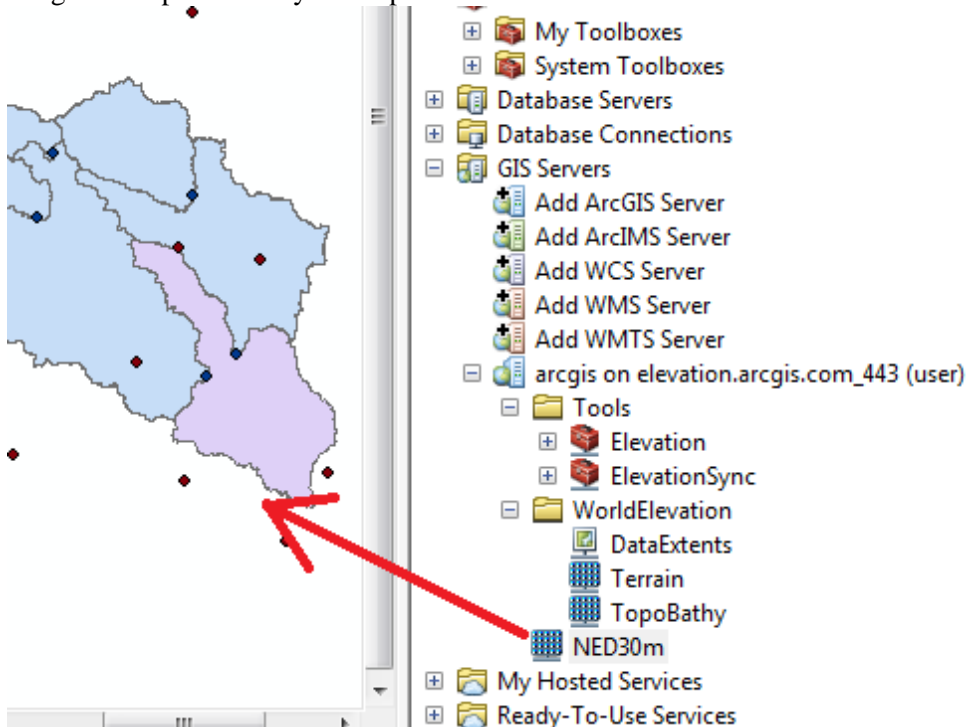 My Toolboxes
System Toolboxes
Database Servers
Database Connections
GIS Servers
Add ArcGIS Server
Add ArcIMS Server
Add WCS Server
Add WMS Server
Add WMTS Server
arcgis on elevation.arcgis.com_443 (user)
Tools
Elevation
ElevationSync
WorldElevation
DataExtents
Terrain
TopoBathy
NED30m
My Hosted Services
Ready-To-Use Services